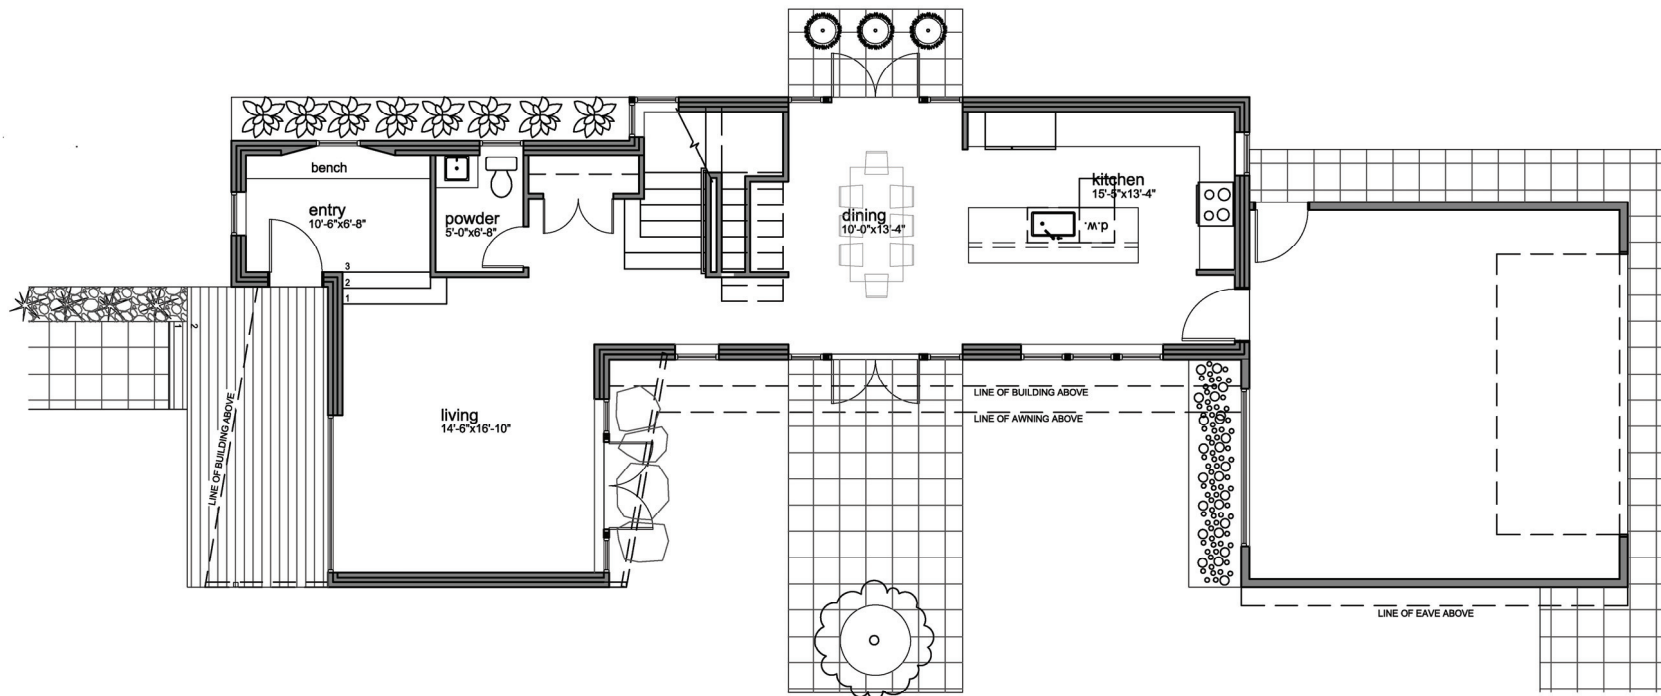 bench
entry
10'-6"x6'-8"
powder
5'-0"x6'-8"
dining
10'-0"x13'-4"
kitchen
15'-5"x13'-4"
d.w.
3
2
1
1
2
living
14'-6"x16'-10"
LINE OF BUILDING ABOVE
LINE OF BUILDING ABOVE
LINE OF AWNING ABOVE
LINE OF EAVE ABOVE